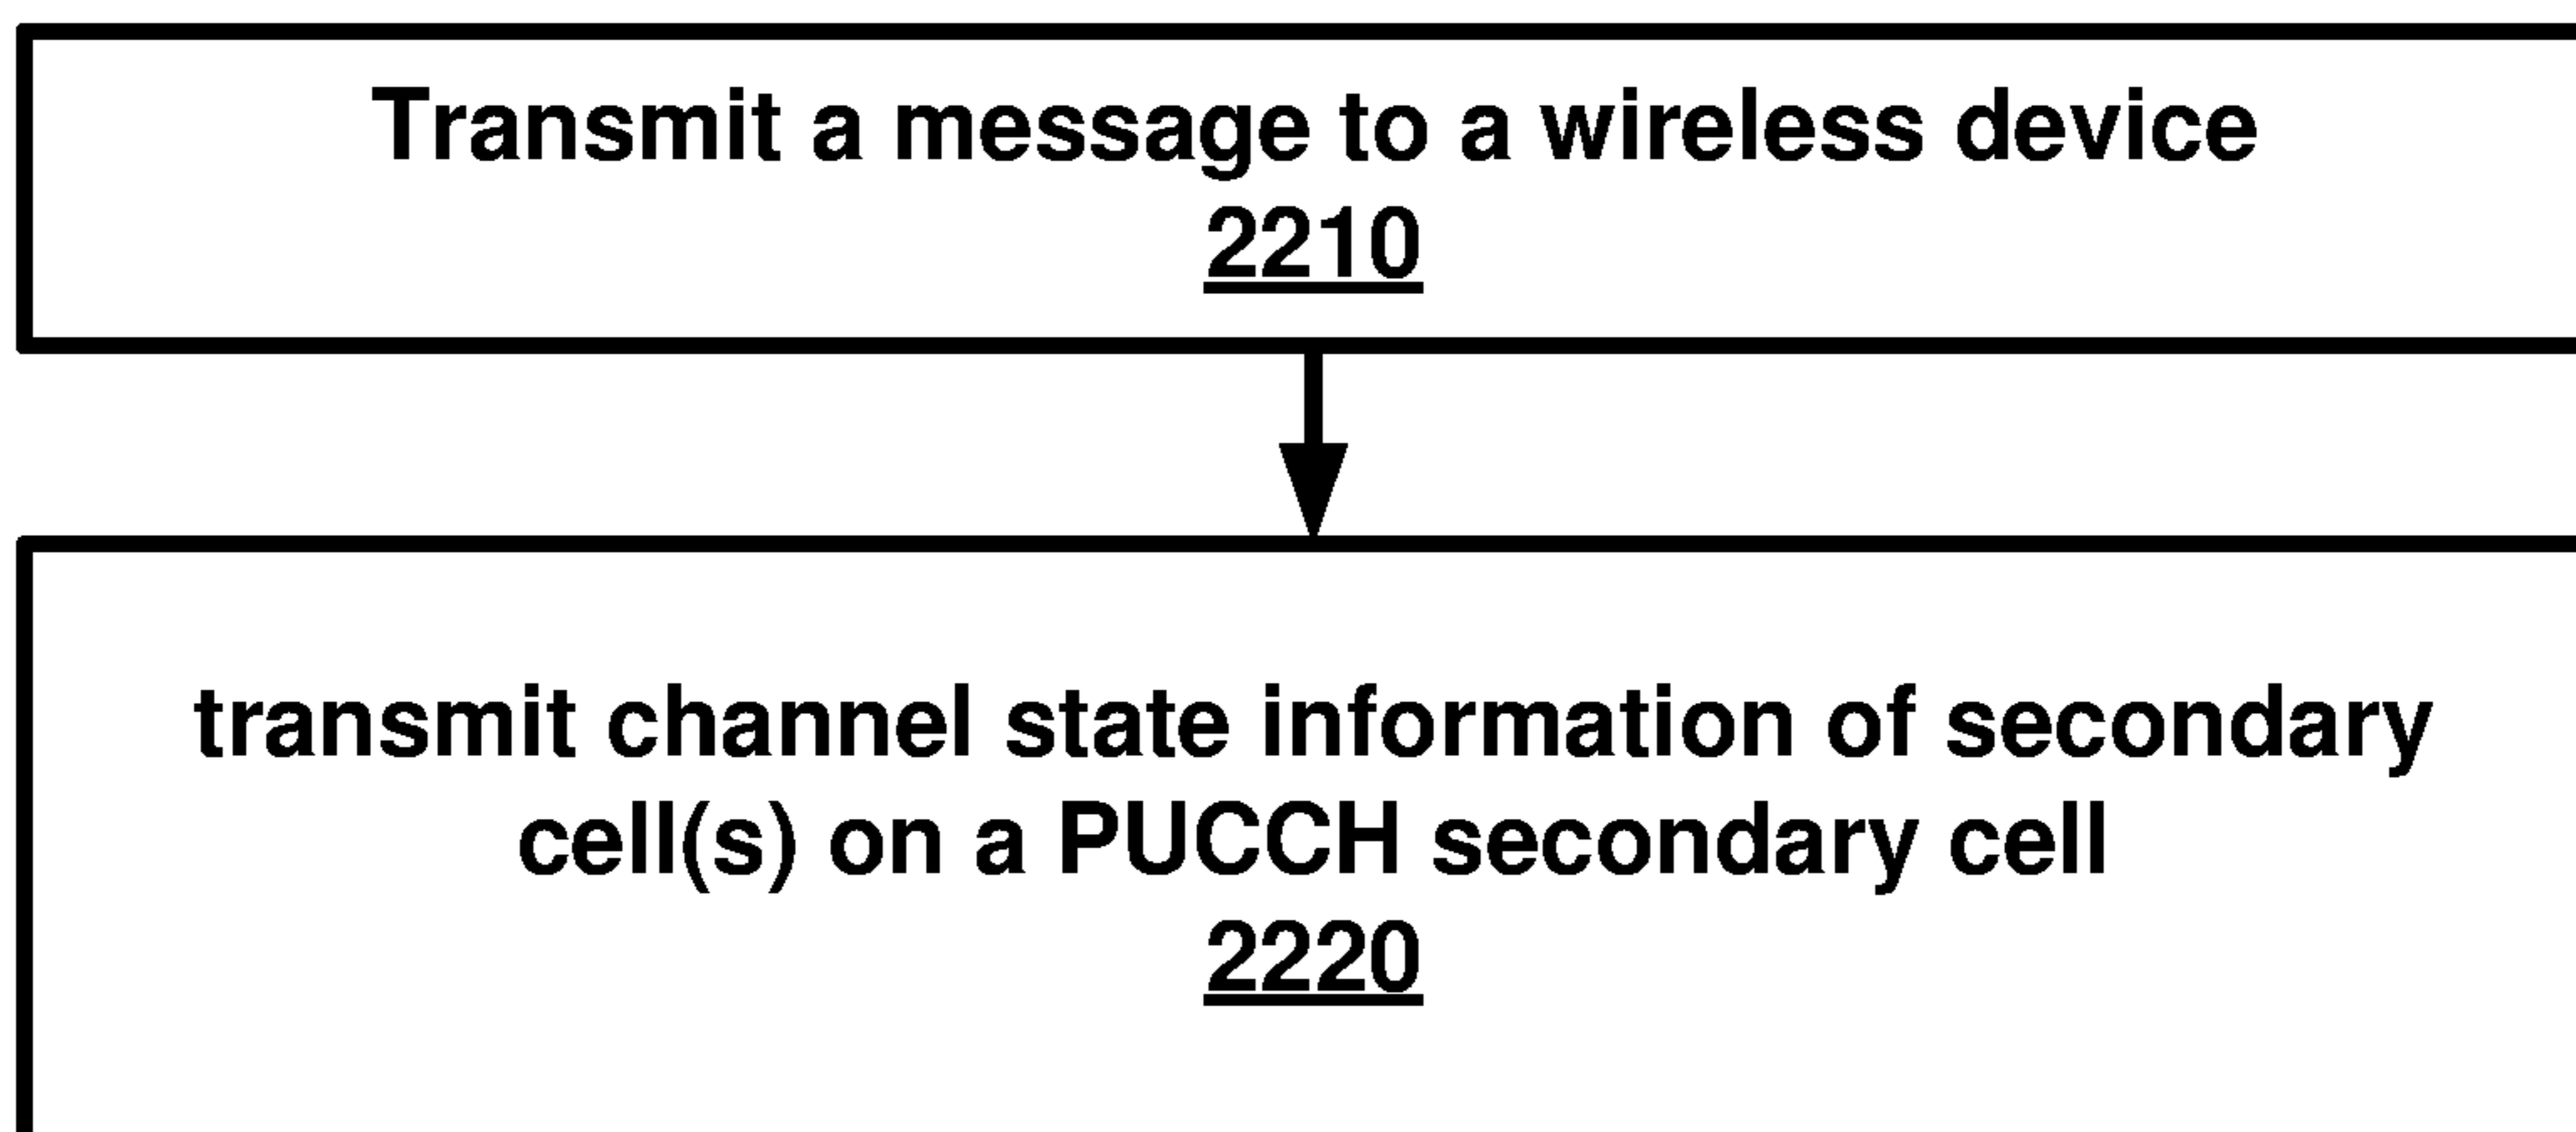 Transmit a message to a wireless device
2210
transmit channel state information of secondary
cell(s) on a PUCCH secondary cell
2220